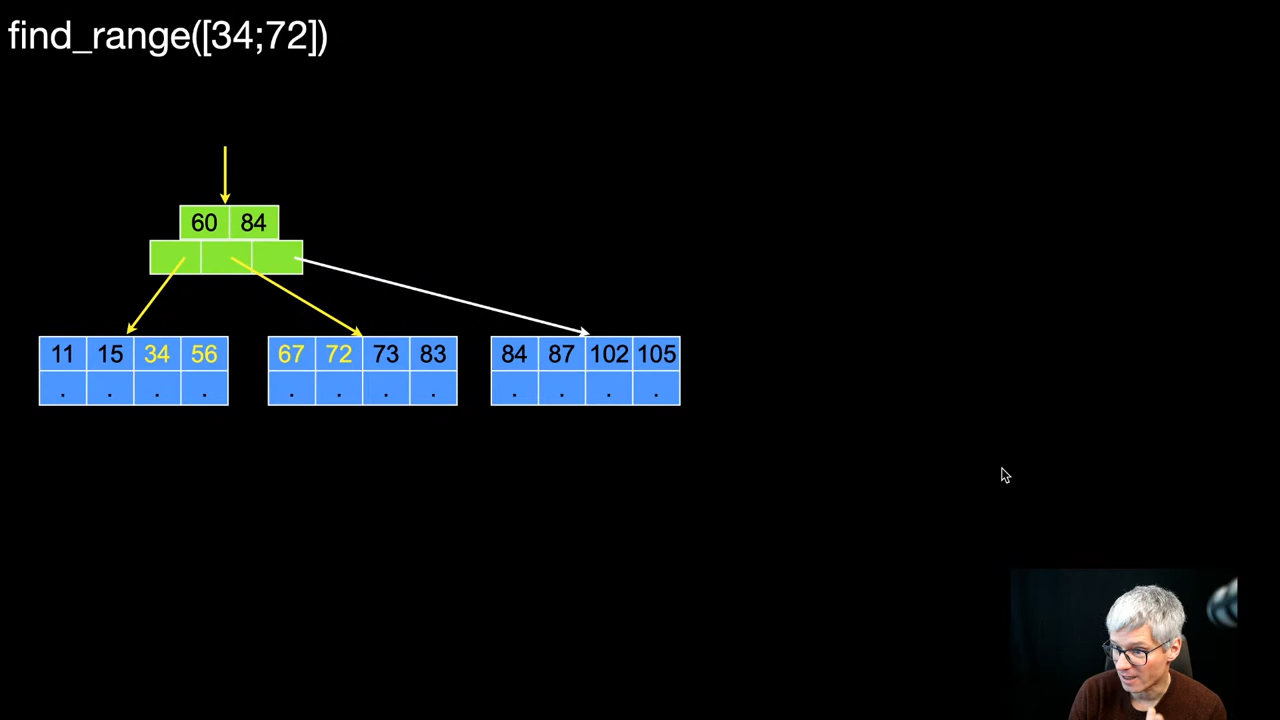 find_range([34;72])
60 84
11 15 34 56 67 72 73 83 84 87 102 105
. . . . . . . . . . . .